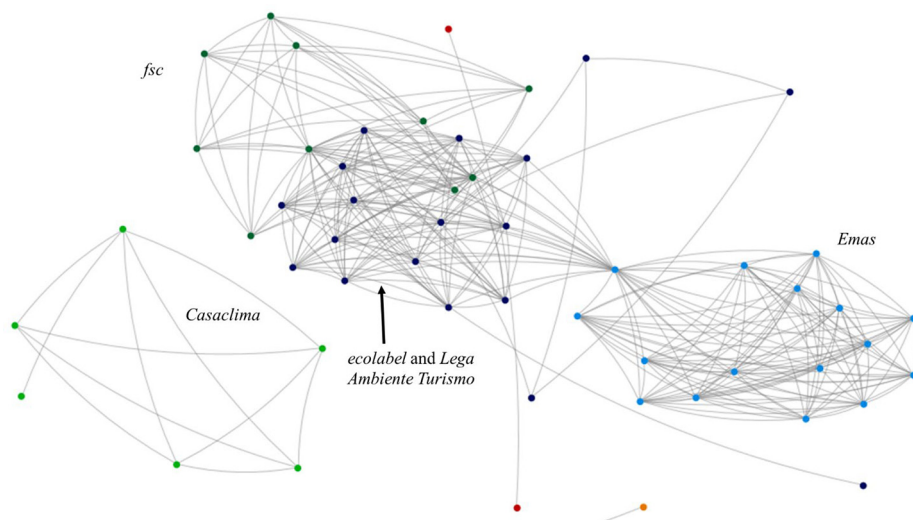 fsc
Emas
Casaclima
ecolabel and Lega
Ambiente Turismo